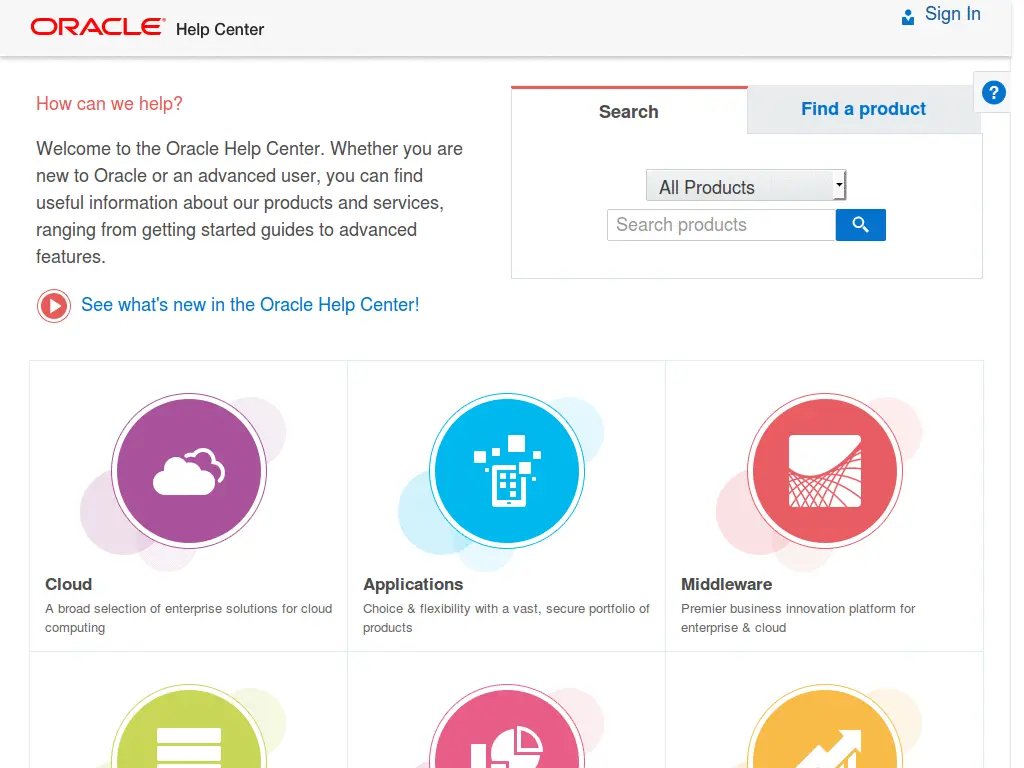 ORACLE Help Center
Sign In
How can we help?
Welcome to the Oracle Help Center. Whether you are
new to Oracle or an advanced user, you can find
useful information about our products and services,
ranging from getting started guides to advanced
features.
See what's new in the Oracle Help Center!
Search
Find a product
?
All Products
Search products
Cloud
A broad selection of enterprise solutions for cloud
computing
Applications
Choice & flexibility with a vast, secure portfolio of
products
Middleware
Premier business innovation platform for
enterprise & cloud